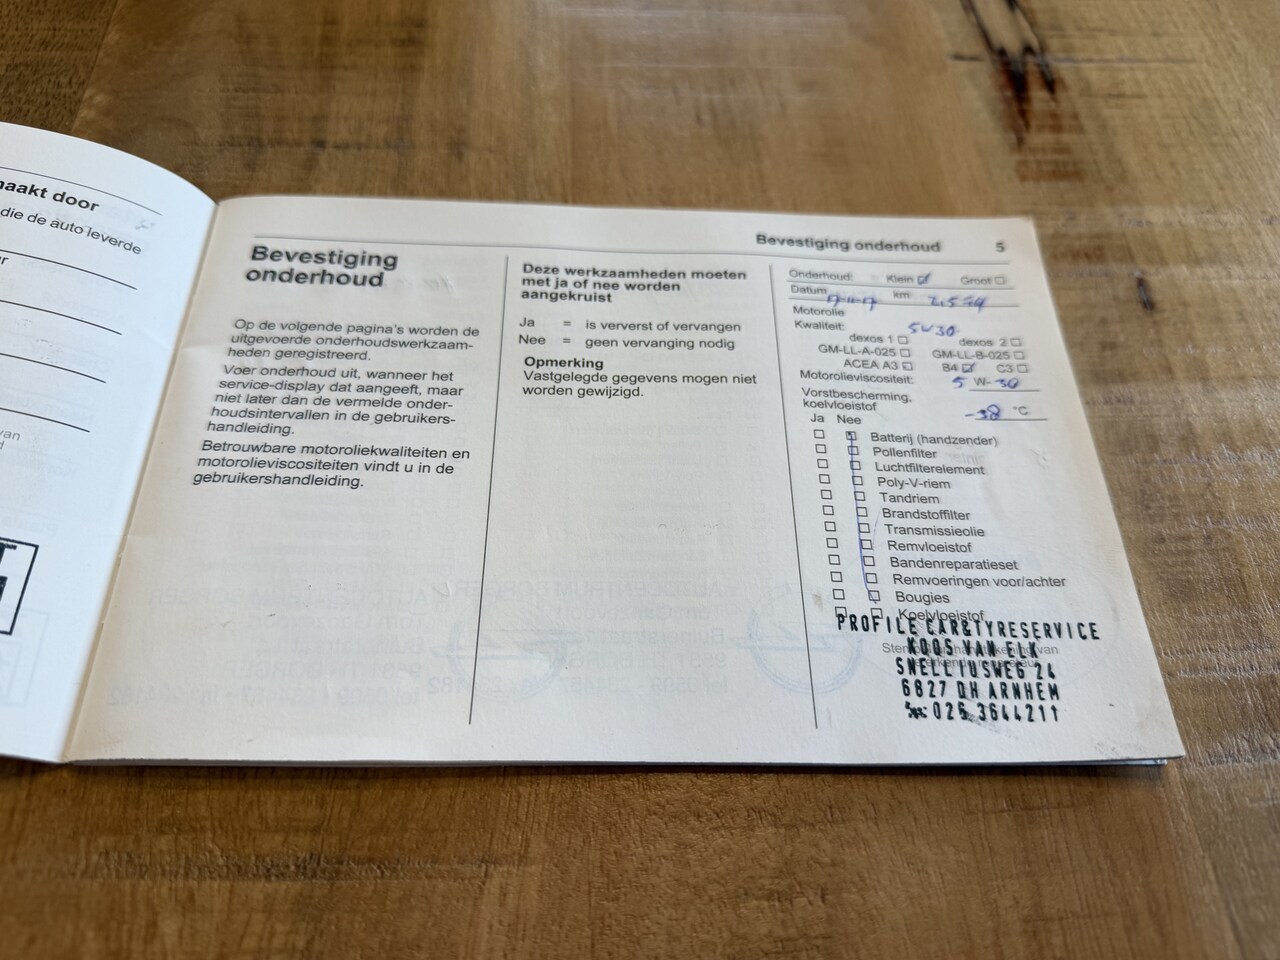 naakt door
die de auto leverde
Bevestiging onderhoud 5
Bevestiging
onderhoud
Op de volgende pagina's worden de
uitgevoerde onderhoudswerkzaam-
heden geregistreerd.
Voer onderhoud uit, wanneer het
service-display dat aangeeft, maar
niet later dan de vermelde onder-
houdsintervallen in de gebruikers-
handleiding.
Betrouwbare motoroliekwaliteiten en
motorolieviscositeiten vindt u in de
gebruikershandleiding.
Deze werkzaamheden moeten
met ja of nee worden
aangekruist
Ja = is ververst of vervangen
Nee = geen vervanging nodig
Opmerking
Vastgelegde gegevens mogen niet
worden gewijzigd.
Onderhoud: Klein Groot
Datum km
Motorolie
Kwaliteit: 5W30
dexos 1 dexos 2
GM-LL-A-025 GM-LL-B-025
ACEA A3 B4 C3
Motorolieviscositeit: 5 W-30
Vorstbescherming,
koelvloeistof -38 °C
Ja Nee
Batterij (handzender)
Pollenfilter
Luchtfilterelement
Poly-V-riem
Tandriem
Brandstoffilter
Transmissieolie
Remvloeistof
Bandenreparatieset
Remvoeringen voor/achter
Bougies
Koelvloeistof
PROFILE CAR&TYRESERVICE
KOOS VAN ELK
SNELLIUSWEG 24
6827 DH ARNHEM
026.3644211